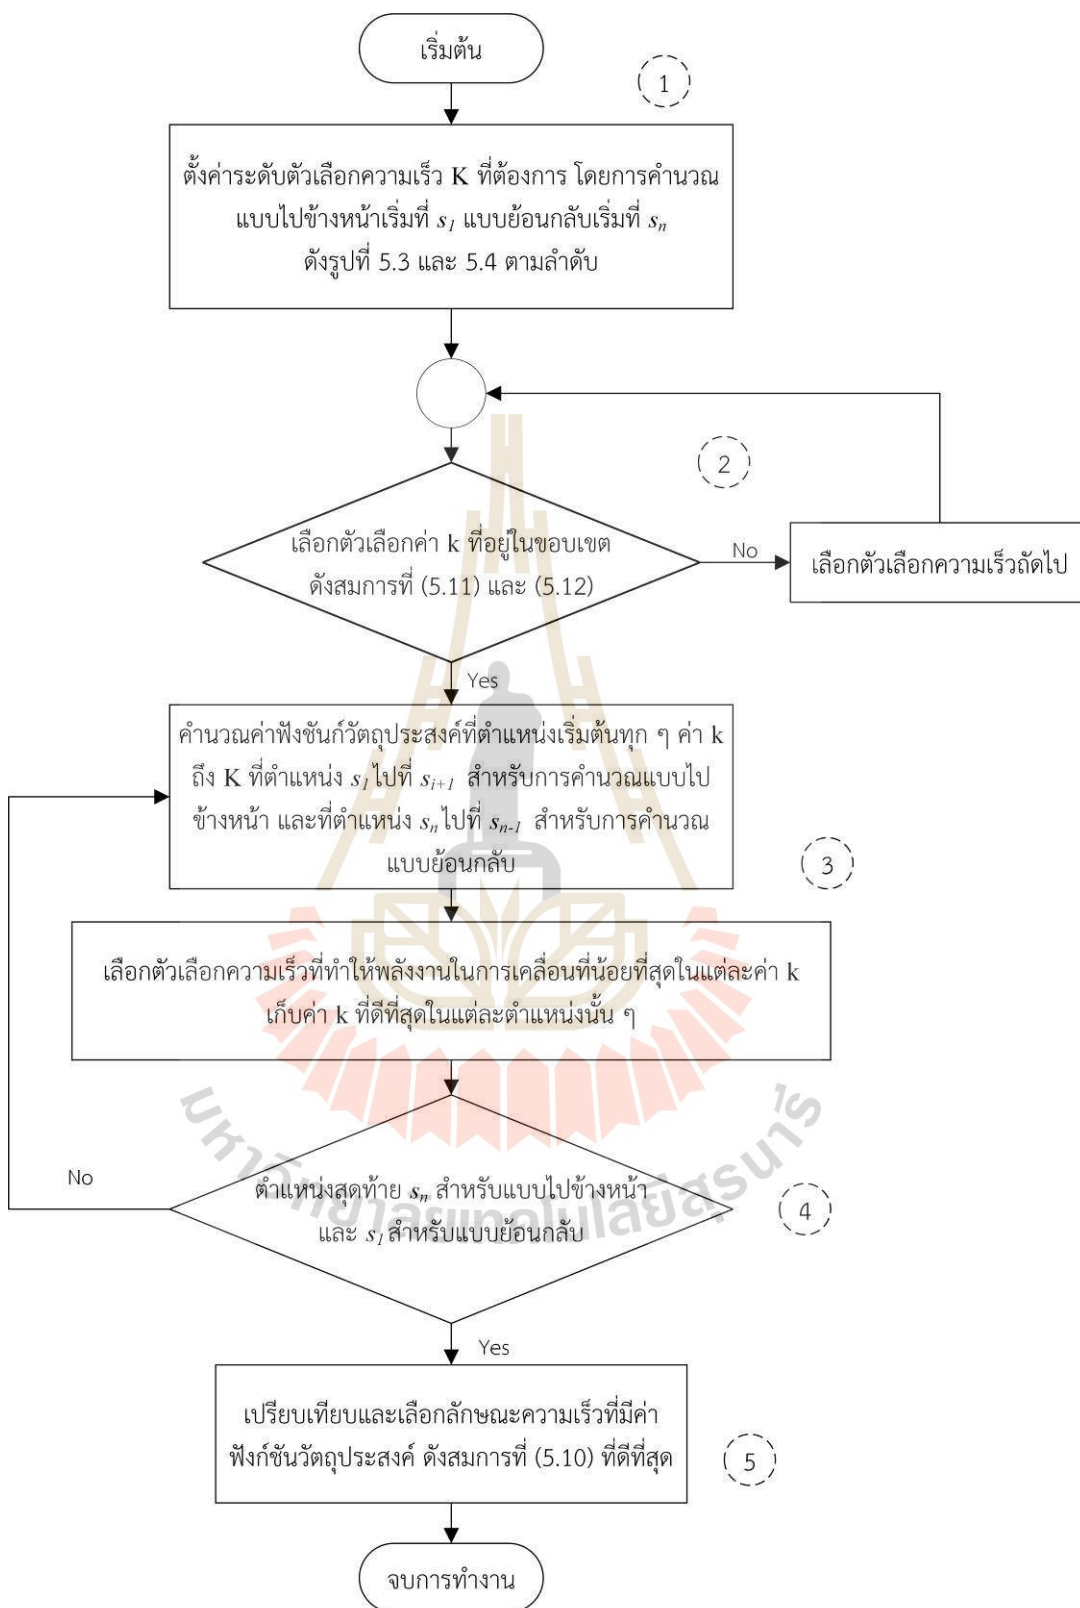 เริ่มต้น
1
ตั้งค่าระดับตัวเลือกความเร็ว K ที่ต้องการ โดยการคำนวณ
แบบไปข้างหน้าเริ่มที่ s1 แบบย้อนกลับเริ่มที่ sn
ดังรูปที่ 5.3 และ 5.4 ตามลำดับ
2
เลือกตัวเลือกค่า k ที่อยู่ในขอบเขต
ดังสมการที่ (5.11) และ (5.12)
No
เลือกตัวเลือกความเร็วถัดไป
Yes
คำนวณค่าฟังชันก์วัตถุประสงค์ที่ตำแหน่งเริ่มต้นทุก ๆ ค่า k
ถึง K ที่ตำแหน่ง s1 ไปที่ si+1 สำหรับการคำนวณแบบไป
ข้างหน้า และที่ตำแหน่ง sn ไปที่ sn-1 สำหรับการคำนวณ
แบบย้อนกลับ
3
เลือกตัวเลือกความเร็วที่ทำให้พลังงานในการเคลื่อนที่น้อยที่สุดในแต่ละค่า k
เก็บค่า k ที่ดีที่สุดในแต่ละตำแหน่งนั้น ๆ
No
ตำแหน่งสุดท้าย sn สำหรับแบบไปข้างหน้า
และ s1 สำหรับแบบย้อนกลับ
4
มหาวิทยาลัยเทคโนโลยีสุรนารี
Yes
เปรียบเทียบและเลือกลักษณะความเร็วที่มีค่า
ฟังก์ชันวัตถุประสงค์ ดังสมการที่ (5.10) ที่ดีที่สุด
5
จบการทำงาน